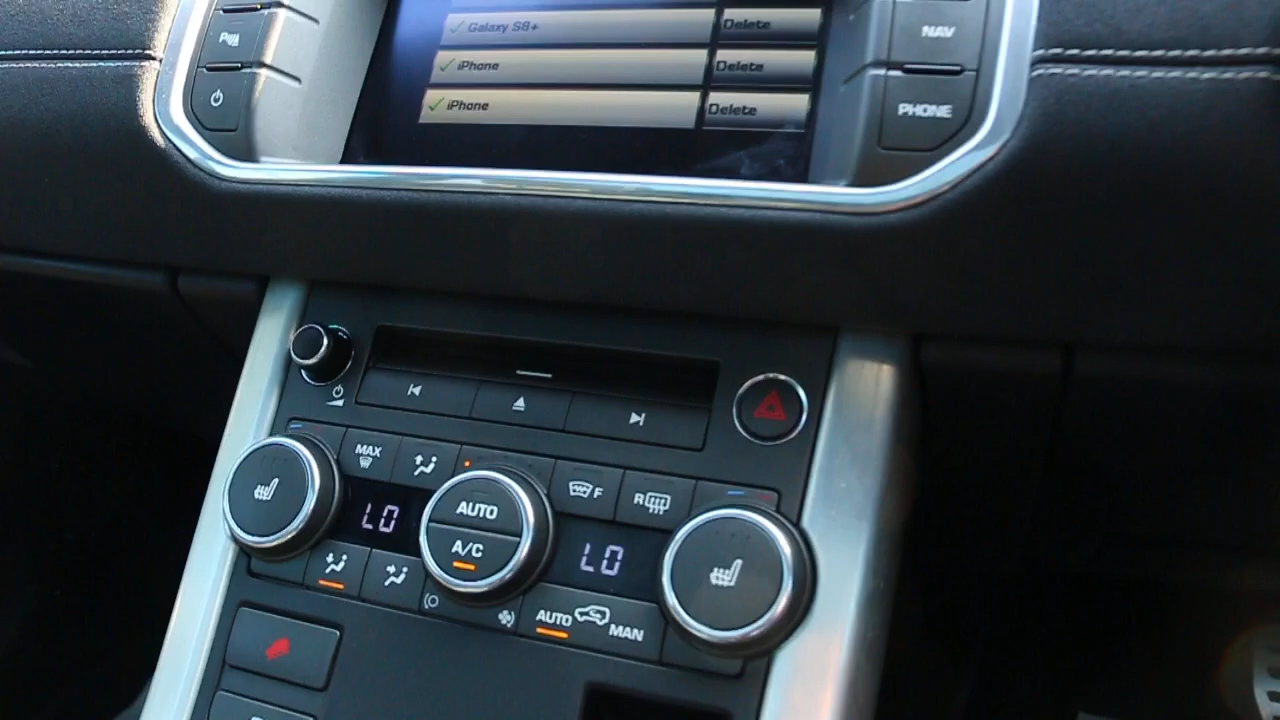 Galaxy S8+ Delete
iPhone Delete
iPhone Delete
NAV
PHONE
MAX
LO
AUTO
A/C
F
R
LO
AUTO MAN